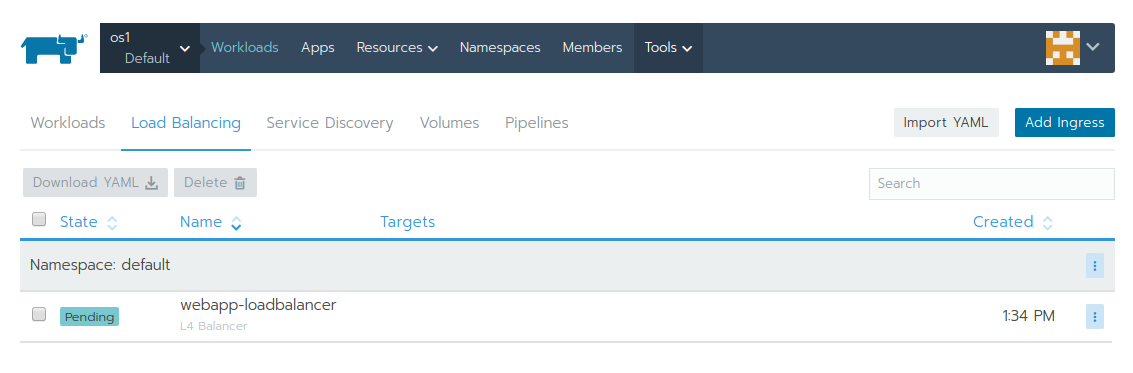 os1
Default
Workloads Apps Resources Namespaces Members Tools
Workloads Load Balancing Service Discovery Volumes Pipelines Import YAML Add Ingress
Download YAML Delete Search
State Name Targets Created
Namespace: default
Pending webapp-loadbalancer 1:34 PM
L4 Balancer